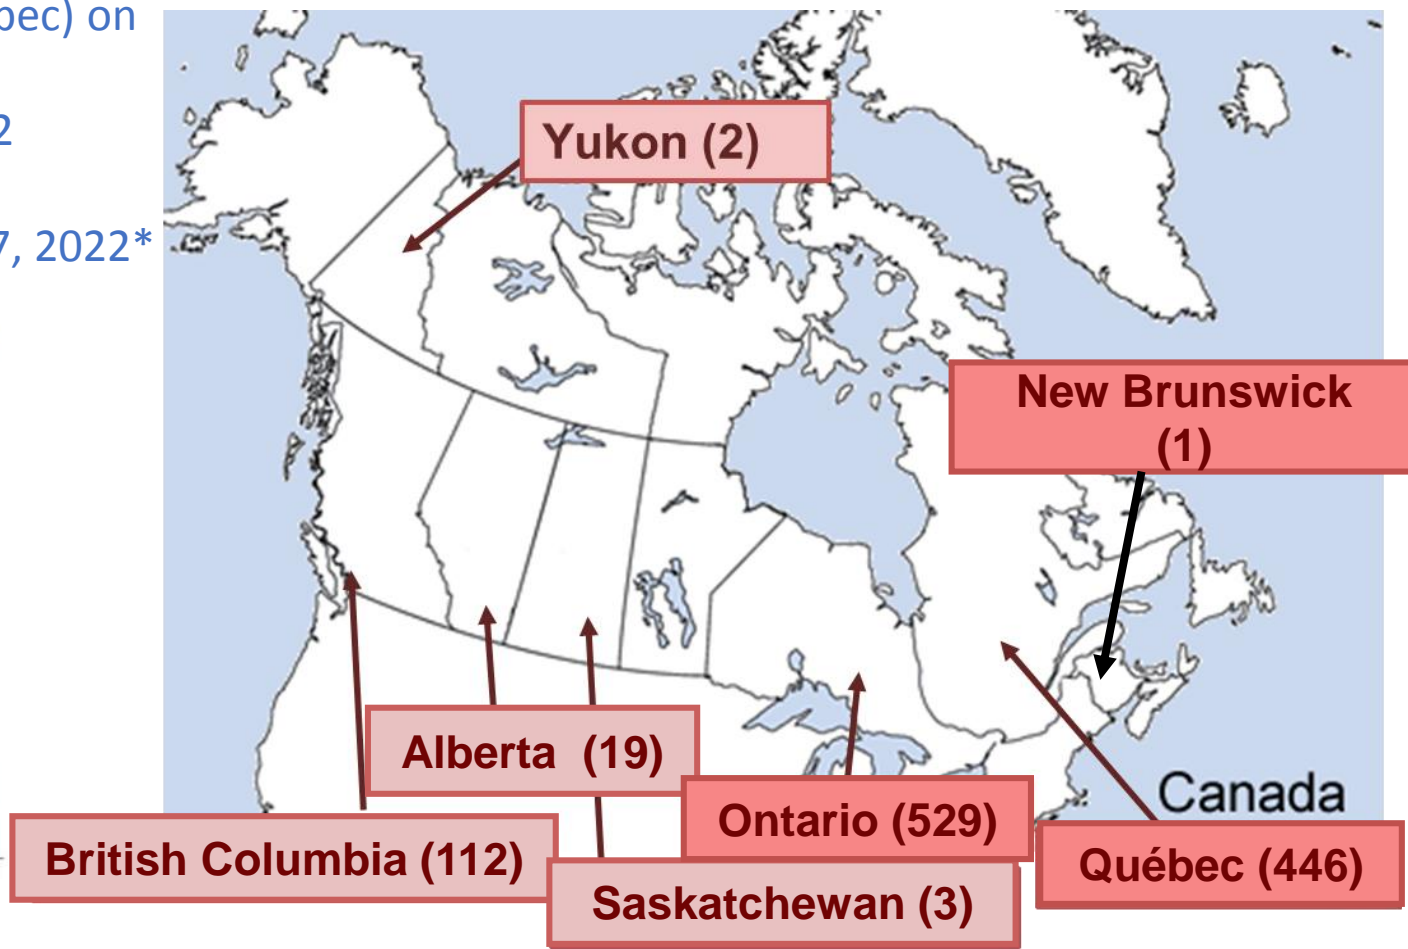 bec) on
2
7, 2022*
Yukon (2)
New Brunswick
(1)
Alberta (19)
Ontario (529)
Canada
British Columbia (112)
Québec (446)
Saskatchewan (3)